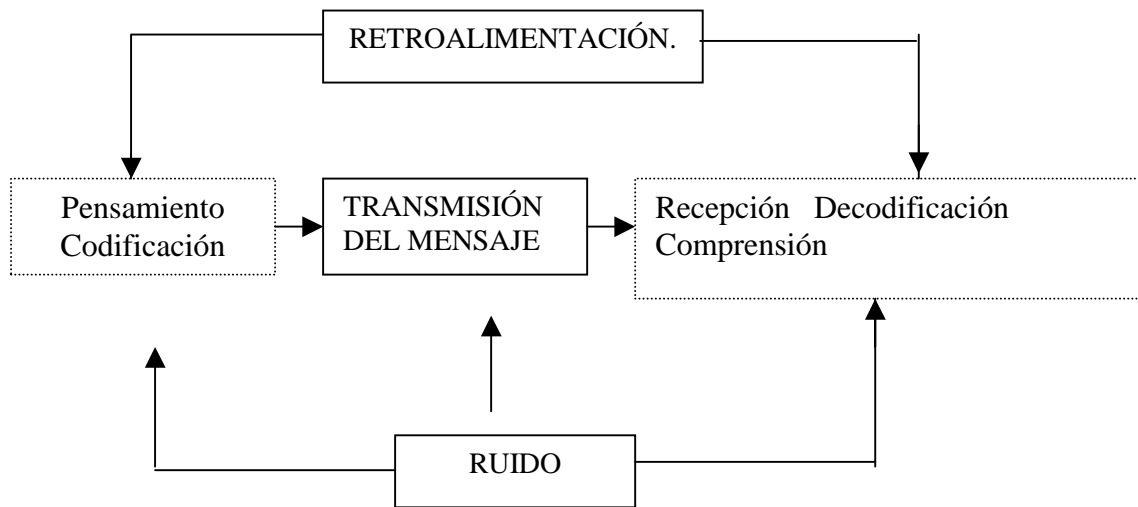 RETROALIMENTACIÓN.
Pensamiento
Codificación
TRANSMISIÓN
DEL MENSAJE
Recepción Decodificación
Comprensión
RUIDO